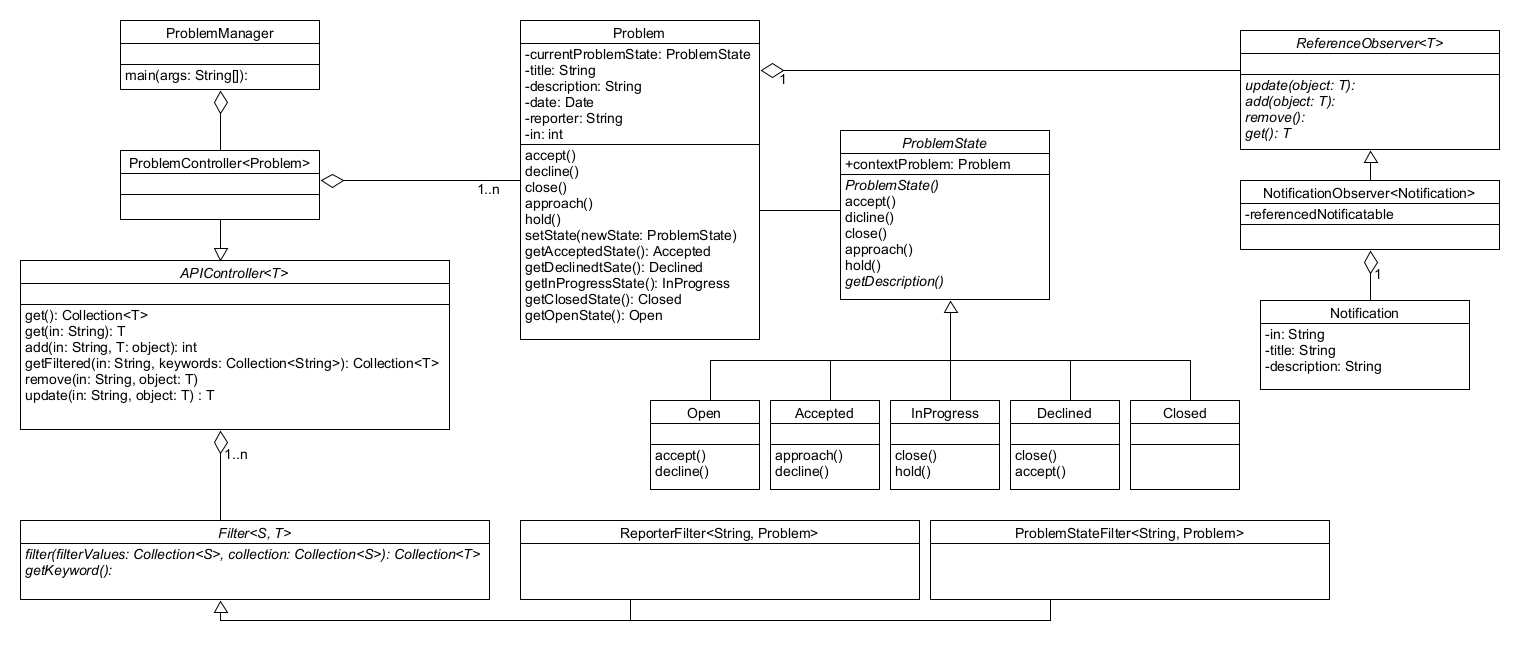 ProblemManager
main(args: String[]):
ProblemController<Problem>
1..n
APIController<T>
get(): Collection<T>
get(in: String): T
add(in: String, T: object): int
getFiltered(in: String, keywords: Collection<String>): Collection<T>
remove(in: String, object: T)
update(in: String, object: T) : T
1..n
Filter<S, T>
filter(filterValues: Collection<S>, collection: Collection<S>): Collection<T>
getKeyword():
Problem
-currentProblemState: ProblemState
-title: String
-description: String
-date: Date
-reporter: String
-in: int
accept()
decline()
close()
approach()
hold()
setState(newState: ProblemState)
getAcceptedState(): Accepted
getDeclinedtSate(): Declined
getInProgressState(): InProgress
getClosedState(): Closed
getOpenState(): Open
1
ProblemState
+contextProblem: Problem
ProblemState()
accept()
dicline()
close()
approach()
hold()
getDescription()
Open
accept()
decline()
Accepted
approach()
decline()
InProgress
close()
hold()
Declined
close()
accept()
Closed
ReporterFilter<String, Problem>
ProblemStateFilter<String, Problem>
ReferenceObserver<T>
update(object: T):
add(object: T):
remove():
get(): T
NotificationObserver<Notification>
-referencedNotificatable
1
Notification
-in: String
-title: String
-description: String